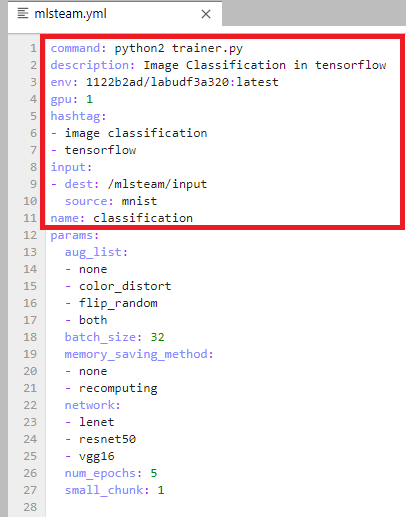 mlsteam.yml
1 command: python2 trainer.py
2 description: Image Classification in tensorflow
3 env: 1122b2ad/labudf3a320:latest
4 gpu: 1
5 hashtag:
6 - image classification
7 - tensorflow
8 input:
9 - dest: /mlsteam/input
10   source: mnist
11 name: classification
12 params:
13   aug_list:
14   - none
15   - color_distort
16   - flip_random
17   - both
18   batch_size: 32
19   memory_saving_method:
20   - none
21   - recomputing
22   network:
23   - lenet
24   - resnet50
25   - vgg16
26   num_epochs: 5
27   small_chunk: 1
28